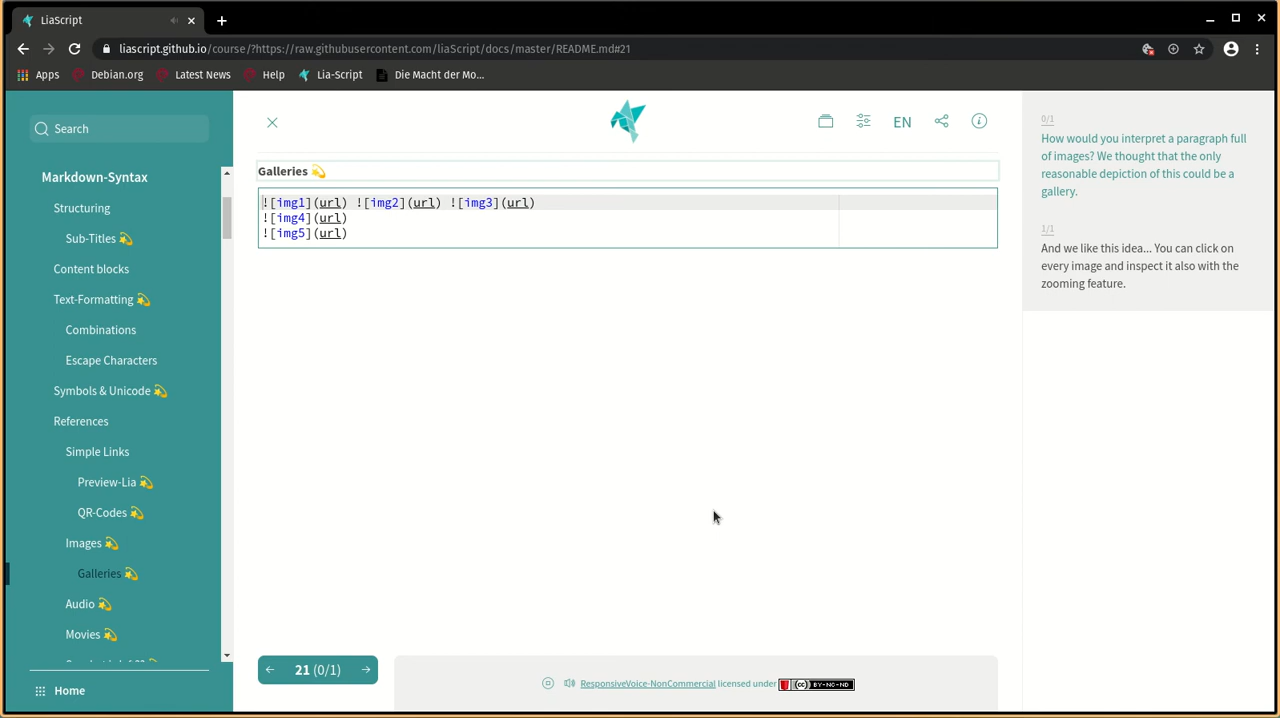 LiaScript
liascript.github.io/course/?https://raw.githubusercontent.com/liaScript/docs/master/README.md#21
Apps Debian.org Latest News Help Lia-Script Die Macht der Mo...
Search
Markdown-Syntax
Structuring
Sub-Titles 💫
Content blocks
Text-Formatting 💫
Combinations
Escape Characters
Symbols & Unicode 💫
References
Simple Links
Preview-Lia 💫
QR-Codes 💫
Images 💫
Galleries 💫
Audio 💫
Movies 💫
Home
EN
Galleries 💫
![img1](url) ![img2](url) ![img3](url)
![img4](url)
![img5](url)
21 (0/1)
ResponsiveVoice-NonCommercial licensed under
BY-NC-ND
0/1
How would you interpret a paragraph full
of images? We thought that the only
reasonable depiction of this could be a
gallery.
1/1
And we like this idea... You can click on
every image and inspect it also with the
zooming feature.